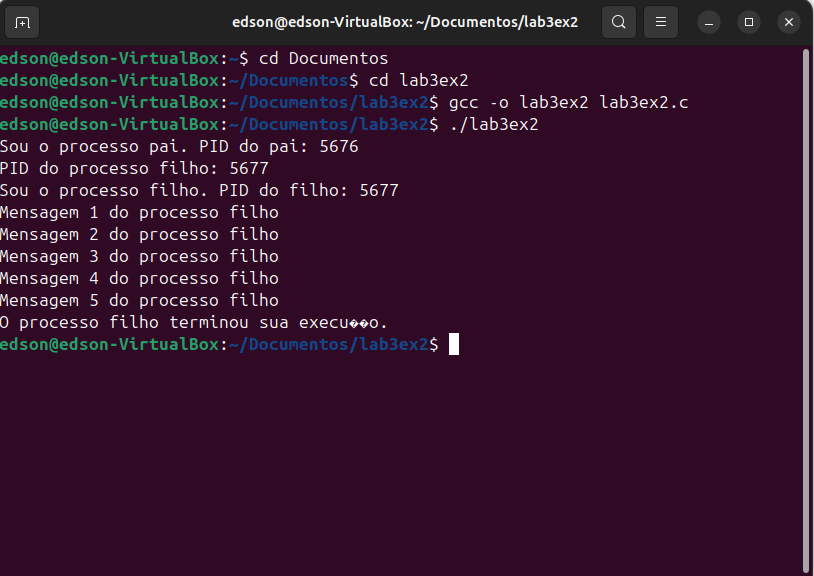 edson@edson-VirtualBox: ~/Documentos/lab3ex2
edson@edson-VirtualBox:~$ cd Documentos
edson@edson-VirtualBox:~/Documentos$ cd lab3ex2
edson@edson-VirtualBox:~/Documentos/lab3ex2$ gcc -o lab3ex2 lab3ex2.c
edson@edson-VirtualBox:~/Documentos/lab3ex2$ ./lab3ex2
Sou o processo pai. PID do pai: 5676
PID do processo filho: 5677
Sou o processo filho. PID do filho: 5677
Mensagem 1 do processo filho
Mensagem 2 do processo filho
Mensagem 3 do processo filho
Mensagem 4 do processo filho
Mensagem 5 do processo filho
O processo filho terminou sua execu��o.
edson@edson-VirtualBox:~/Documentos/lab3ex2$